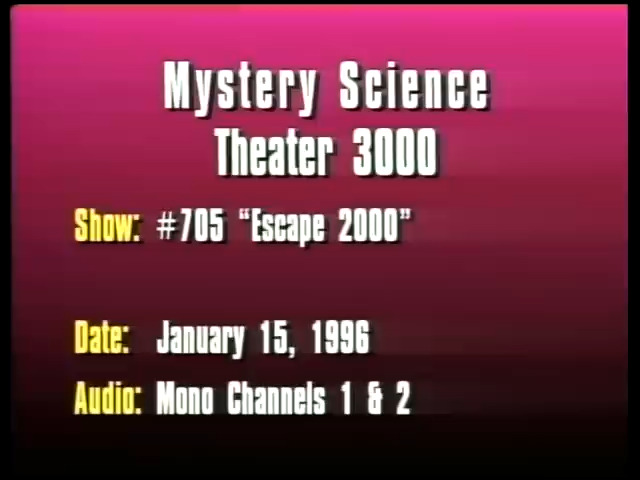 Mystery Science
Theater 3000
Show: #705 “Escape 2000”
Date: January 15, 1996
Audio: Mono Channels 1 & 2